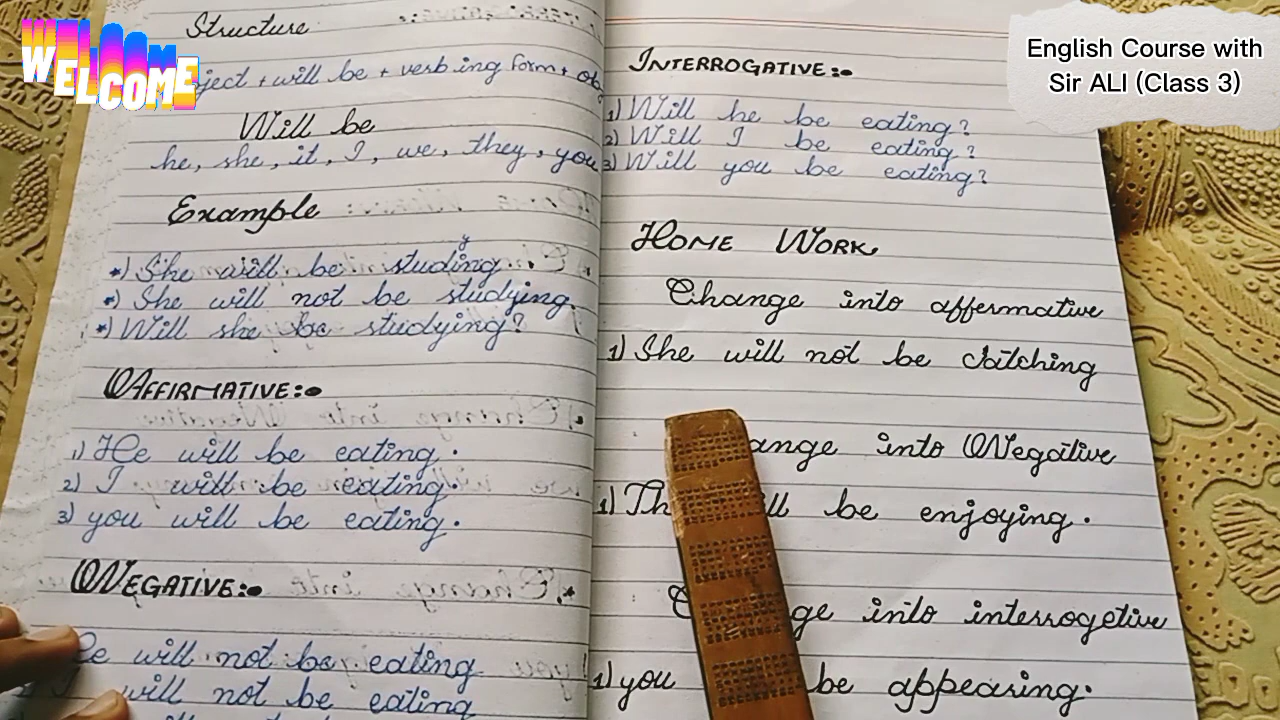 WELCOME
English Course with
Sir ALI (Class 3)
Structure
ject + will be + verb ing form + ob
Will be
he, she, it, I, we, they, you
Example
*) She will be studying
*) She will not be studying.
*) Will she be studying?
AFFIRMATIVE:•
1) He will be eating.
2) I will be eating.
3) you will be eating.
NEGATIVE:•
He will not be eating
2) I will not be eating
INTERROGATIVE:•
1) Will he be eating?
2) Will I be eating?
3) Will you be eating?
HOME WORK
Change into affermative
1) She will not be
ange into Negative
1) Th ll be enjoying.
C ge into interrogetive
1) you be appearing.